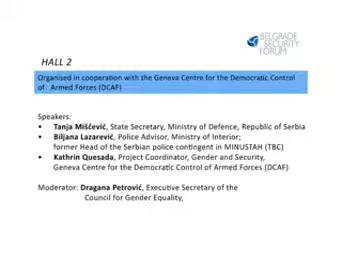 BELGRADE
SECURITY
FORUM
HALL 2
Organised in cooperation with the Geneva Centre for the Democratic Control
of Armed Forces (DCAF)
Speakers:
• Tanja Miščević, State Secretary, Ministry of Defence, Republic of Serbia
• Biljana Lazarević, Police Advisor, Ministry of Interior;
former Head of the Serbian police contingent in MINUSTAH (TBC)
• Kathrin Quesada, Project Coordinator, Gender and Security,
Geneva Centre for the Democratic Control of Armed Forces (DCAF)
Moderator: Dragana Petrović, Executive Secretary of the
Council for Gender Equality,